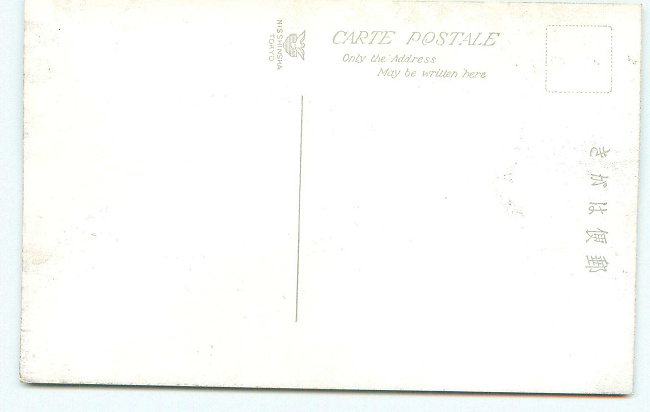 NISSHINSHA
TOKYO
CARTE POSTALE
Only the Address
May be written here
郵便はがき